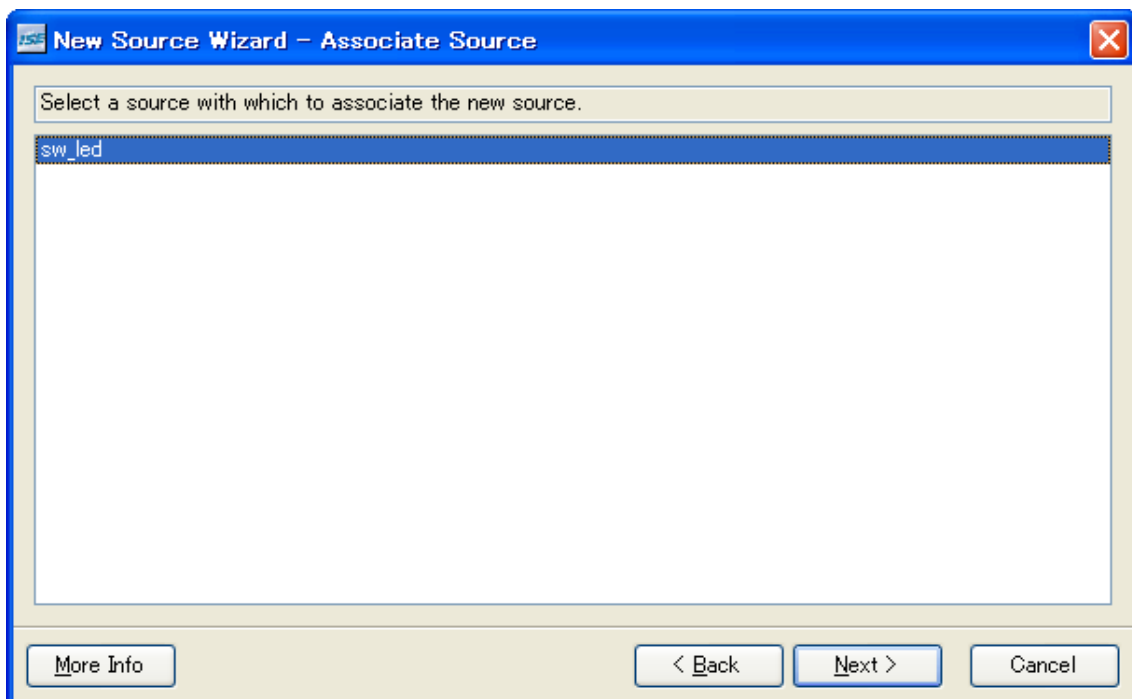 ISE New Source Wizard - Associate Source
Select a source with which to associate the new source.
sw_led
More Info
< Back
Next >
Cancel